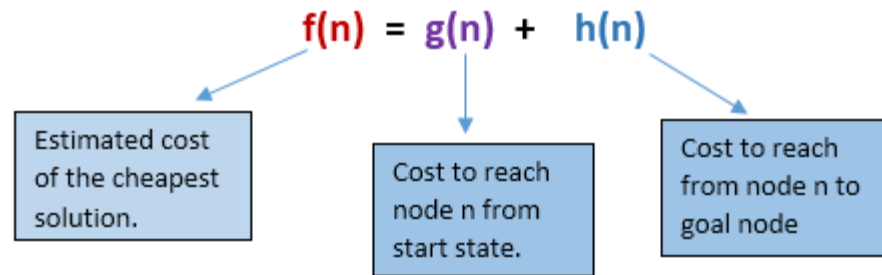 f(n) = g(n) + h(n)
Estimated cost
of the cheapest
solution.
Cost to reach
node n from
start state.
Cost to reach
from node n to
goal node